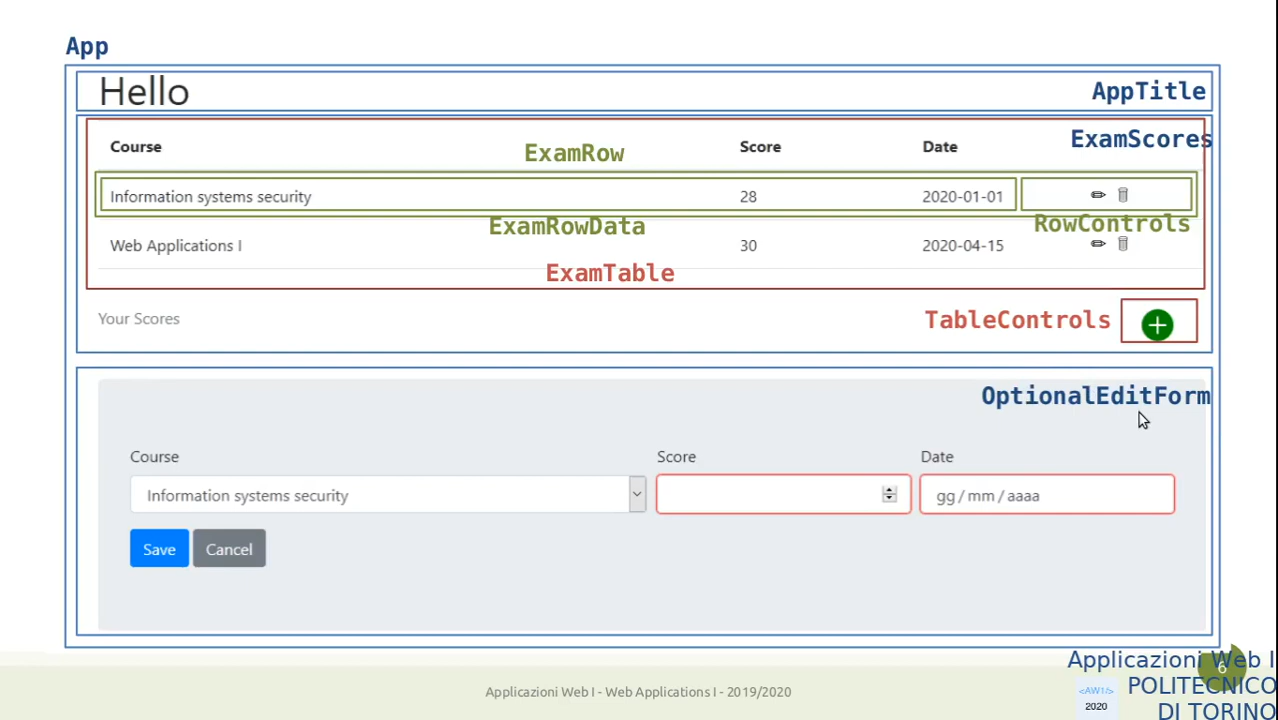 App
Hello
AppTitle
ExamScores
Course Score Date
ExamRow
Information systems security 28 2020-01-01
ExamRowData
RowControls
Web Applications I 30 2020-04-15
ExamTable
Your Scores
TableControls
OptionalEditForm
Course Score Date
Information systems security gg/mm/aaaa
Save Cancel
Applicazioni Web I - Web Applications I - 2019/2020
6
Applicazioni Web I
POLITECNICO
DI TORINO
<AW1/>
2020